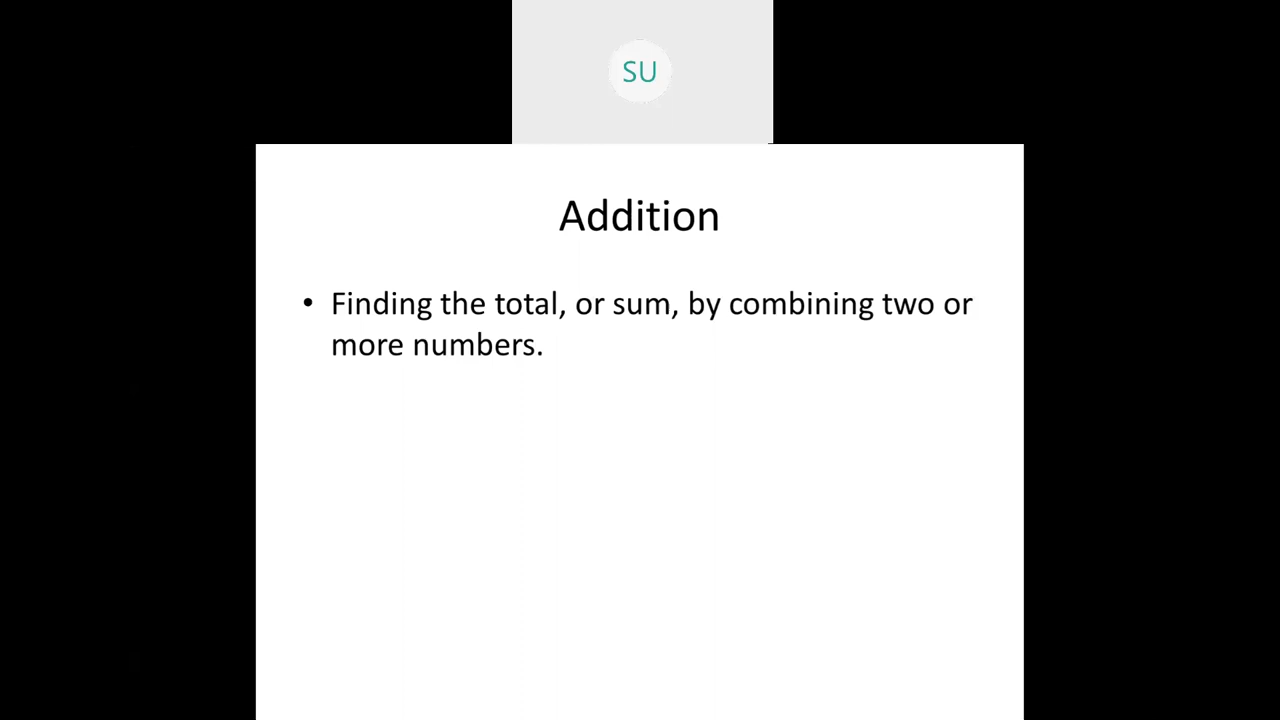 SU
Addition
• Finding the total, or sum, by combining two or
more numbers.